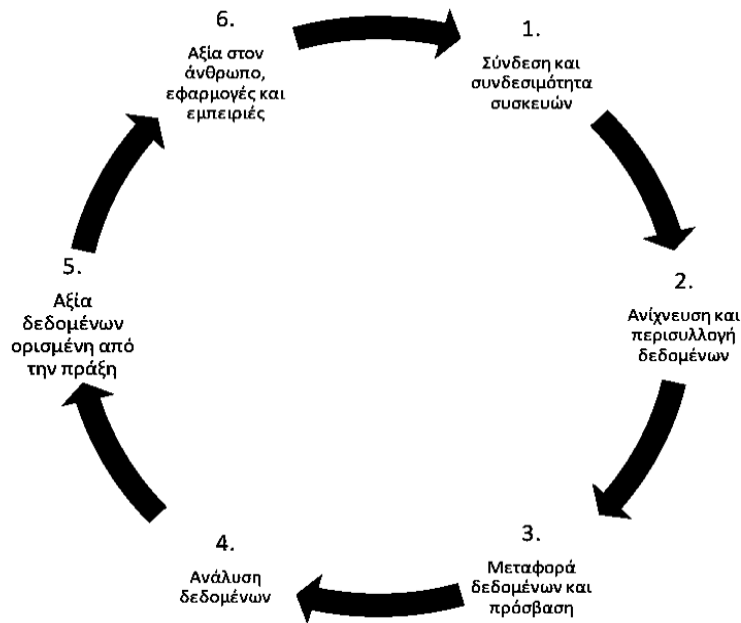 1.
Σύνδεση και
συνδεσιμότητα
συσκευών
2.
Ανίχνευση και
περισυλλογή
δεδομένων
3.
Μεταφορά
δεδομένων και
πρόσβαση
4.
Ανάλυση
δεδομένων
5.
Αξία
δεδομένων
ορισμένη από
την πράξη
6.
Αξία στον
άνθρωπο,
εφαρμογές και
εμπειριές